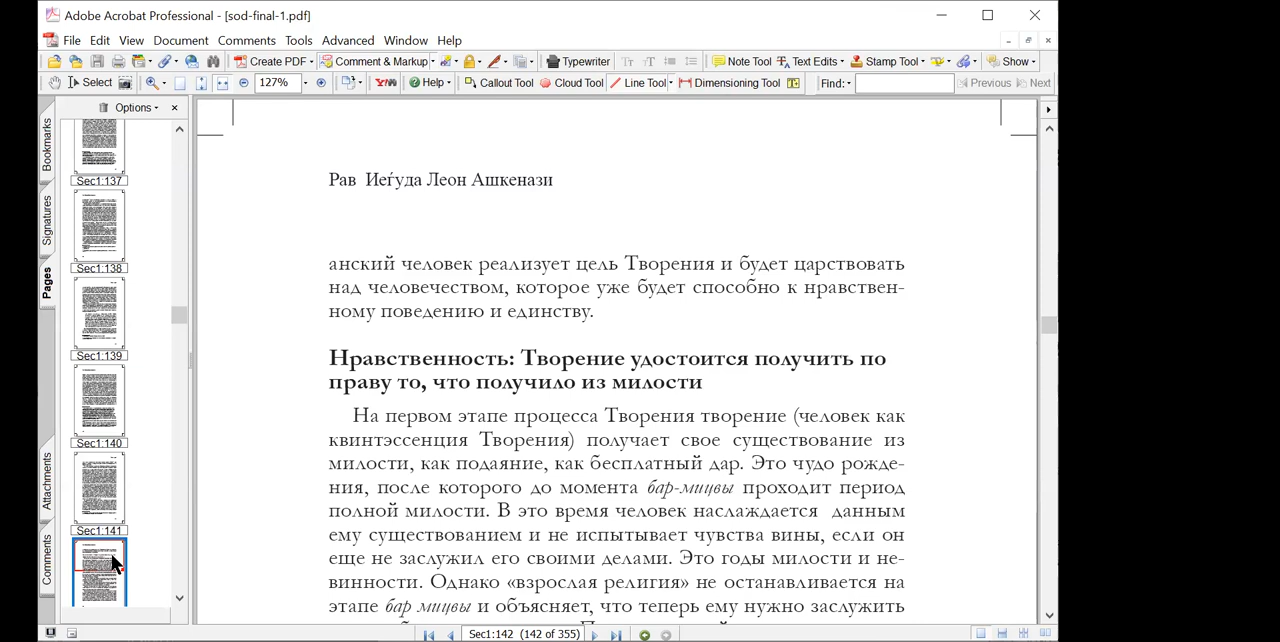 Adobe Acrobat Professional - [sod-final-1.pdf]
File Edit View Document Comments Tools Advanced Window Help
Create PDF Comment & Markup Typewriter Note Tool Text Edits Stamp Tool Show
Select 127% Y!N Help Callout Tool Cloud Tool Line Tool Dimensioning Tool Find: Previous Next
Options
Bookmarks
Signatures
Pages
Attachments
Comments
Sec1:137
Sec1:138
Sec1:139
Sec1:140
Sec1:141
Рав Иеѓуда Леон Ашкенази
анский человек реализует цель Творения и будет царствовать
над человечеством, которое уже будет способно к нравствен-
ному поведению и единству.
Нравственность: Творение удостоится получить по
праву то, что получило из милости
На первом этапе процесса Творения творение (человек как
квинтэссенция Творения) получает свое существование из
милости, как подаяние, как бесплатный дар. Это чудо рожде-
ния, после которого до момента бар-мицвы проходит период
полной милости. В это время человек наслаждается данным
ему существованием и не испытывает чувства вины, если он
еще не заслужил его своими делами. Это годы милости и не-
винности. Однако «взрослая религия» не останавливается на
этапе бар мицвы и объясняет, что теперь ему нужно заслужить
Sec1:142 (142 of 355)